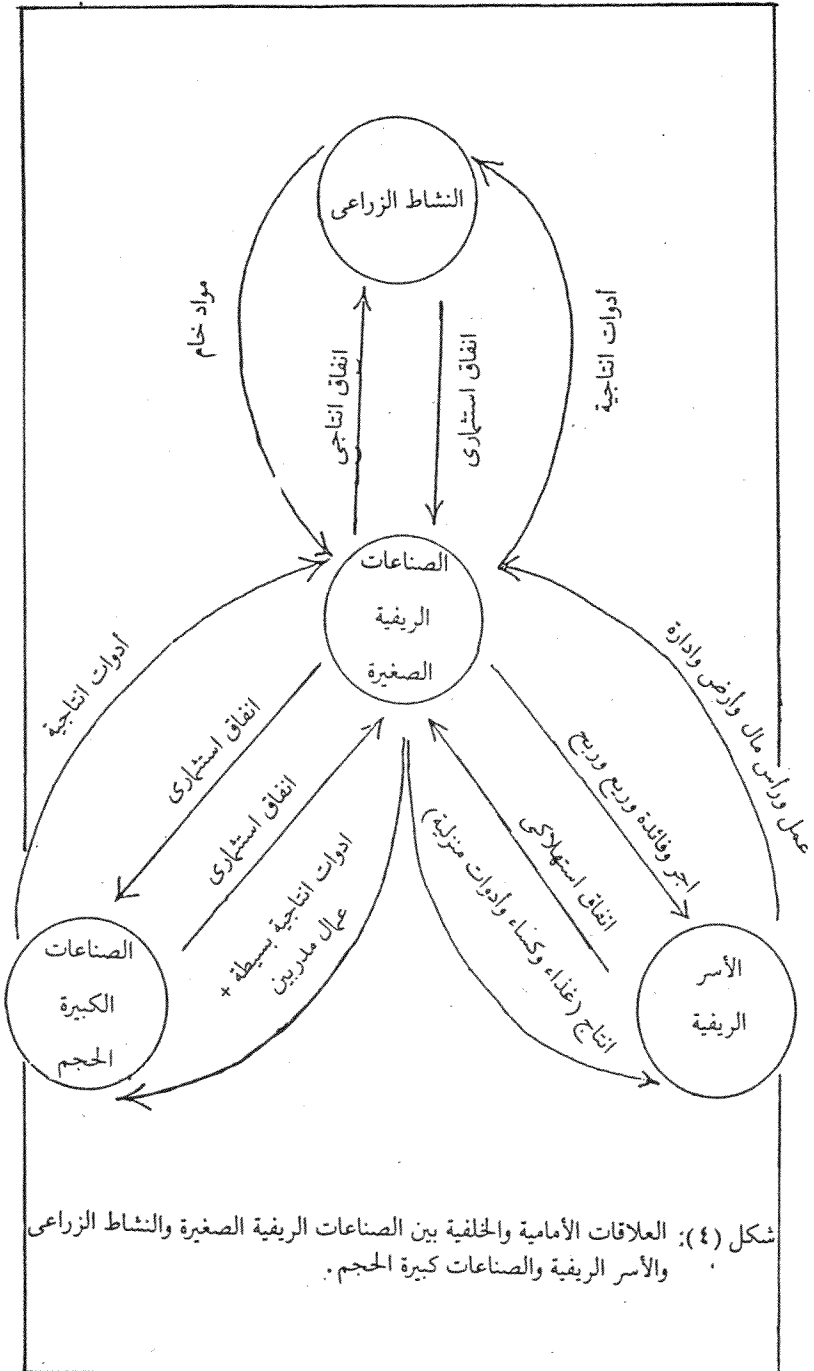 النشاط الزراعى
مواد خام
انفاق انتاجى
انفاق استثمارى
أدوات انتاجية
الصناعات
الريفية
الصغيرة
أدوات انتاجية
انفاق استثمارى
انفاق استثمارى
ادوات انتاجية بسيطة +
عمال مدربين
عمل ورأس مال وأرض وادارة
اجر وفائدة وريع وربح
انفاق استهلاكى
انتاج (غذاء وكساء وأدوات منزلية)
الصناعات
الكبيرة
الحجم
الأسر
الريفية
شكل (٤): العلاقات الأمامية والخلفية بين الصناعات الريفية الصغيرة والنشاط الزراعى
والأسر الريفية والصناعات كبيرة الحجم.